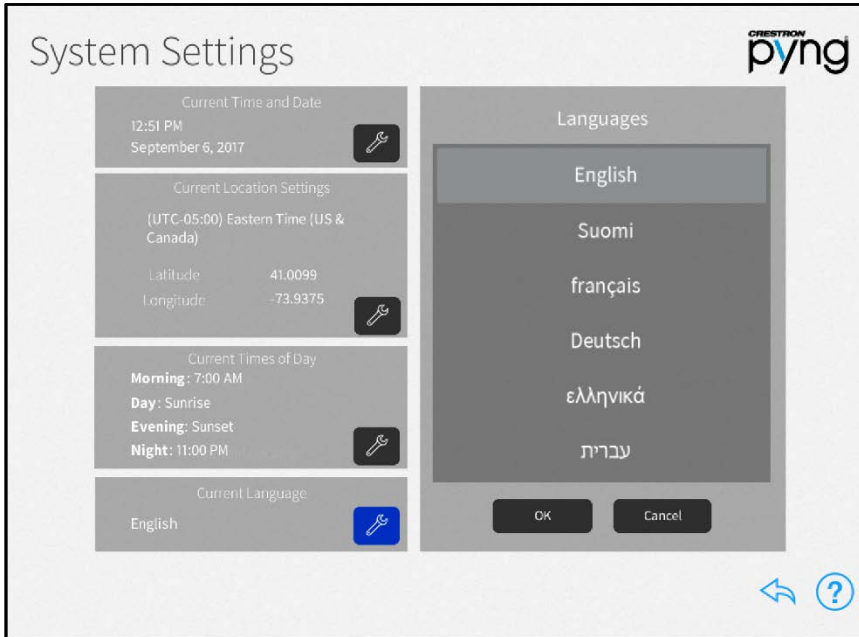 System Settings
CRESTRON
pyng
Current Time and Date
12:51 PM
September 6, 2017
Current Location Settings
(UTC-05:00) Eastern Time (US &
Canada)
Latitude 41.0099
Longitude -73.9375
Current Times of Day
Morning: 7:00 AM
Day: Sunrise
Evening: Sunset
Night: 11:00 PM
Current Language
English
Languages
English
Suomi
français
Deutsch
ελληνικά
עברית
OK Cancel
?